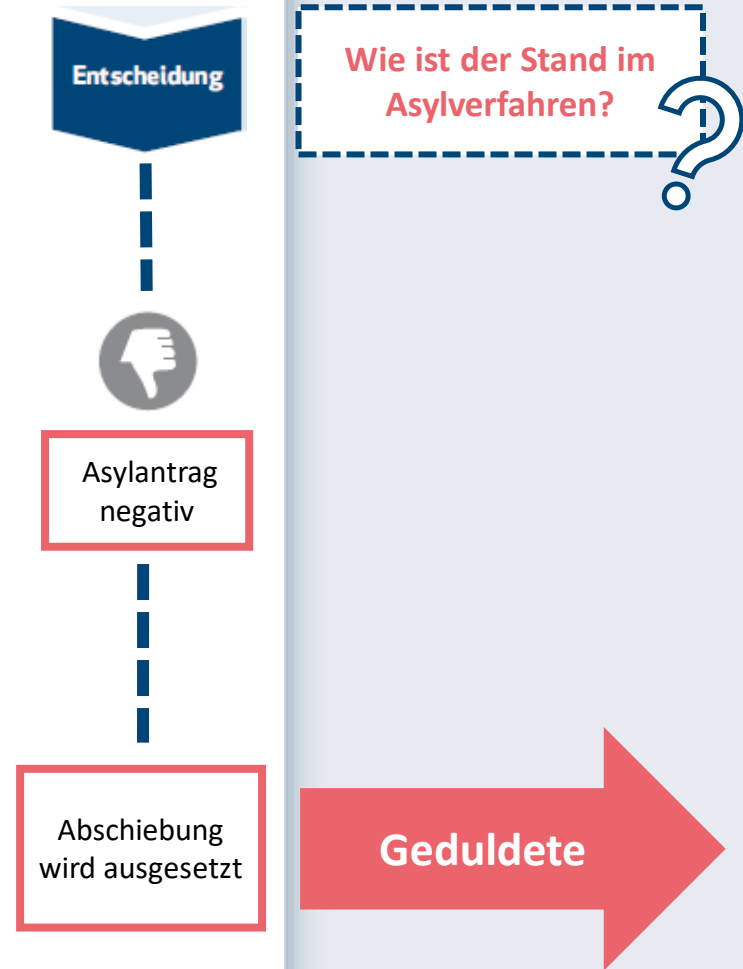 Entscheidung
Wie ist der Stand im
Asylverfahren?
?
Asylantrag
negativ
Abschiebung
wird ausgesetzt
Geduldete